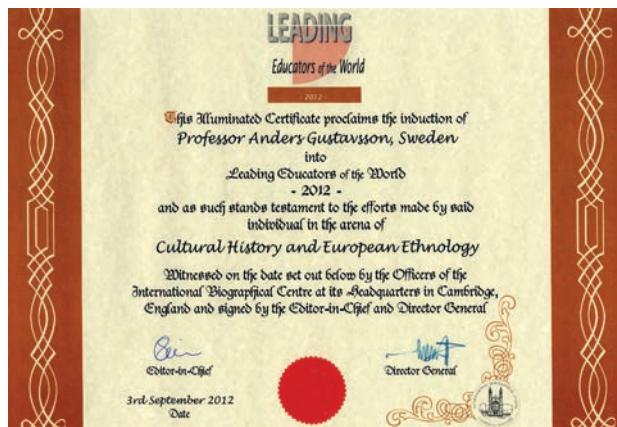 LEADING
Educators of the World
- 2012 -
This Illuminated Certificate proclaims the induction of
Professor Anders Gustavsson, Sweden
into
Leading Educators of the World
- 2012 -
and as such stands testament to the efforts made by said
individual in the arena of
Cultural History and European Ethnology
Witnessed on the date set out below by the Officers of the
International Biographical Centre at its Headquarters in Cambridge,
England and signed by the Editor-in-Chief and Director General
Editor-in-Chief
Director General
3rd September 2012
Date